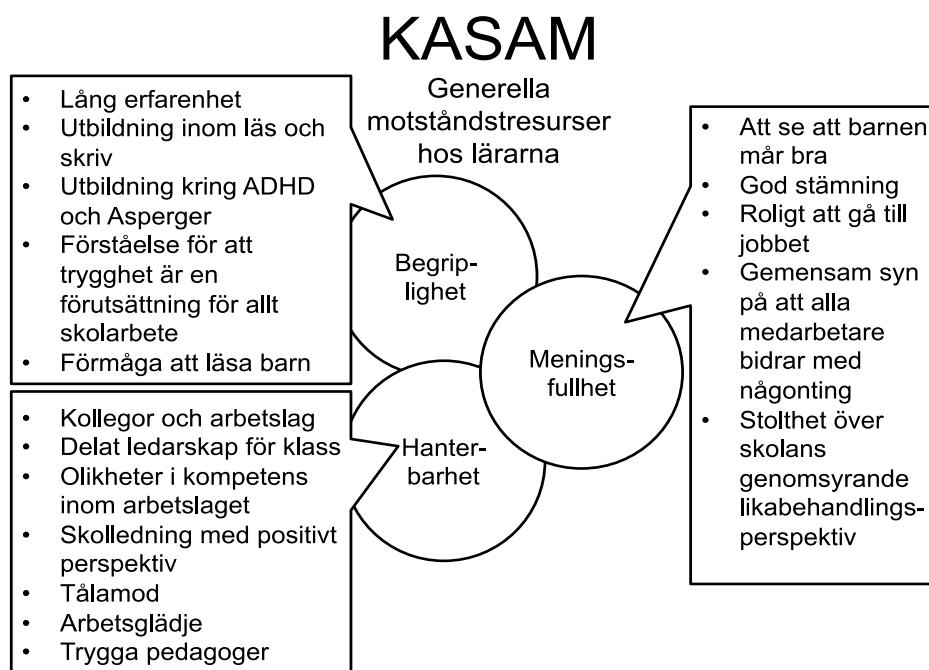 KASAM
Generella
motståndstresurser
hos lärarna
• Lång erfarenhet
• Utbildning inom läs och
skriv
• Utbildning kring ADHD
och Asperger
• Förståelse för att
trygghet är en
förutsättning för allt
skolarbete
• Förmåga att läsa barn
Begrip-
lighet
Menings-
fullhet
Hanter-
barhet
• Kollegor och arbetslag
• Delat ledarskap för klass
• Olikheter i kompetens
inom arbetslaget
• Skolledning med positivt
perspektiv
• Tålamod
• Arbetsglädje
• Trygga pedagoger
• Att se att barnen
mår bra
• God stämning
• Roligt att gå till
jobbet
• Gemensam syn
på att alla
medarbetare
bidrar med
någonting
• Stolthet över
skolans
genomsyrande
likabehandlings-
perspektiv